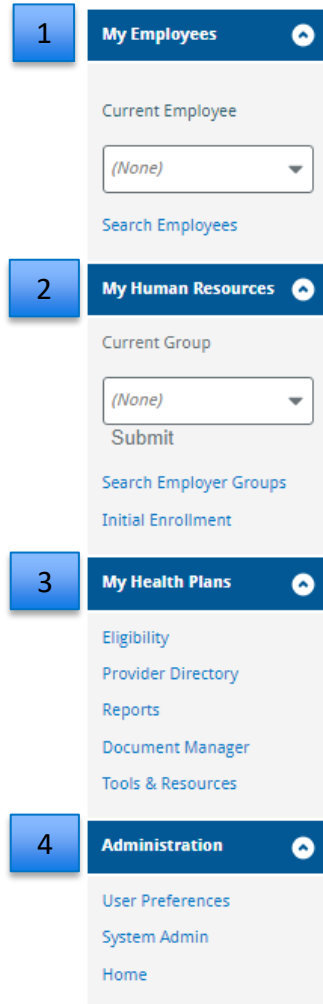 1 My Employees
Current Employee
(None)
Search Employees
2 My Human Resources
Current Group
(None)
Submit
Search Employer Groups
Initial Enrollment
3 My Health Plans
Eligibility
Provider Directory
Reports
Document Manager
Tools & Resources
4 Administration
User Preferences
System Admin
Home